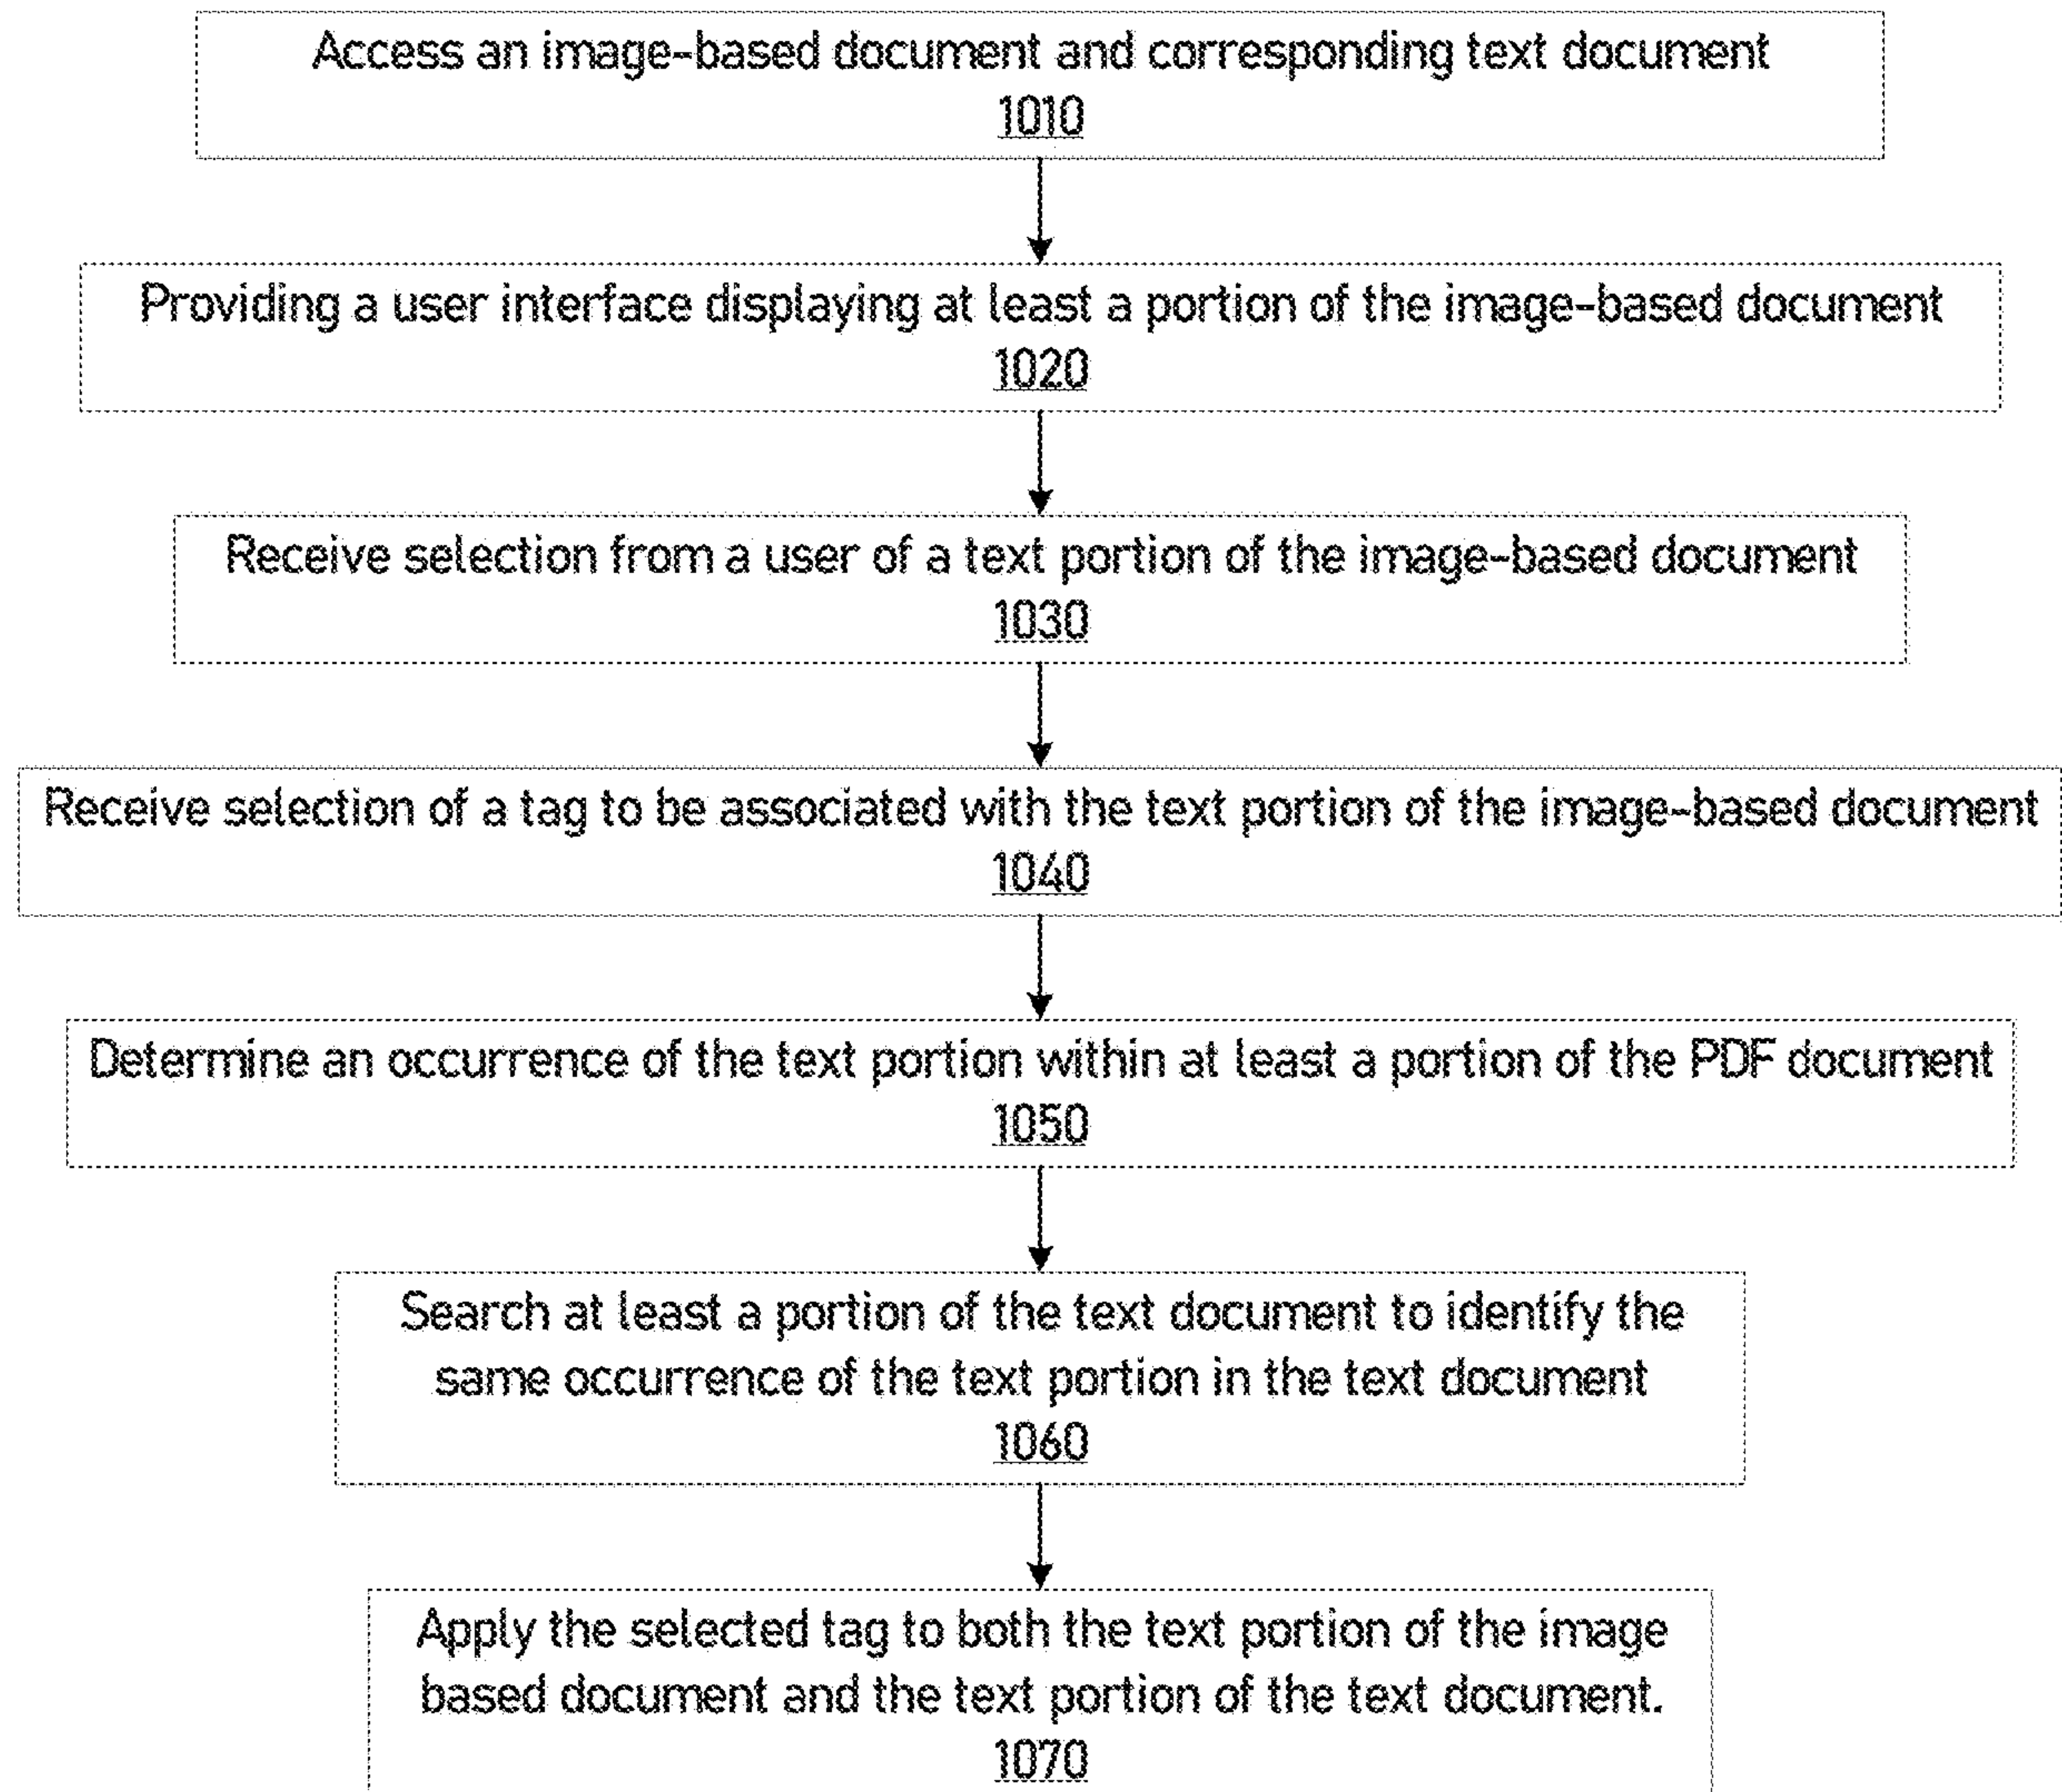 Access an image-based document and corresponding text document
1010
Providing a user interface displaying at least a portion of the image-based document
1020
Receive selection from a user of a text portion of the image-based document
1030
Receive selection of a tag to be associated with the text portion of the image-based document
1040
Determine an occurrence of the text portion within at least a portion of the PDF document
1050
Search at least a portion of the text document to identify the
same occurrence of the text portion in the text document
1060
Apply the selected tag to both the text portion of the image
based document and the text portion of the text document.
1070